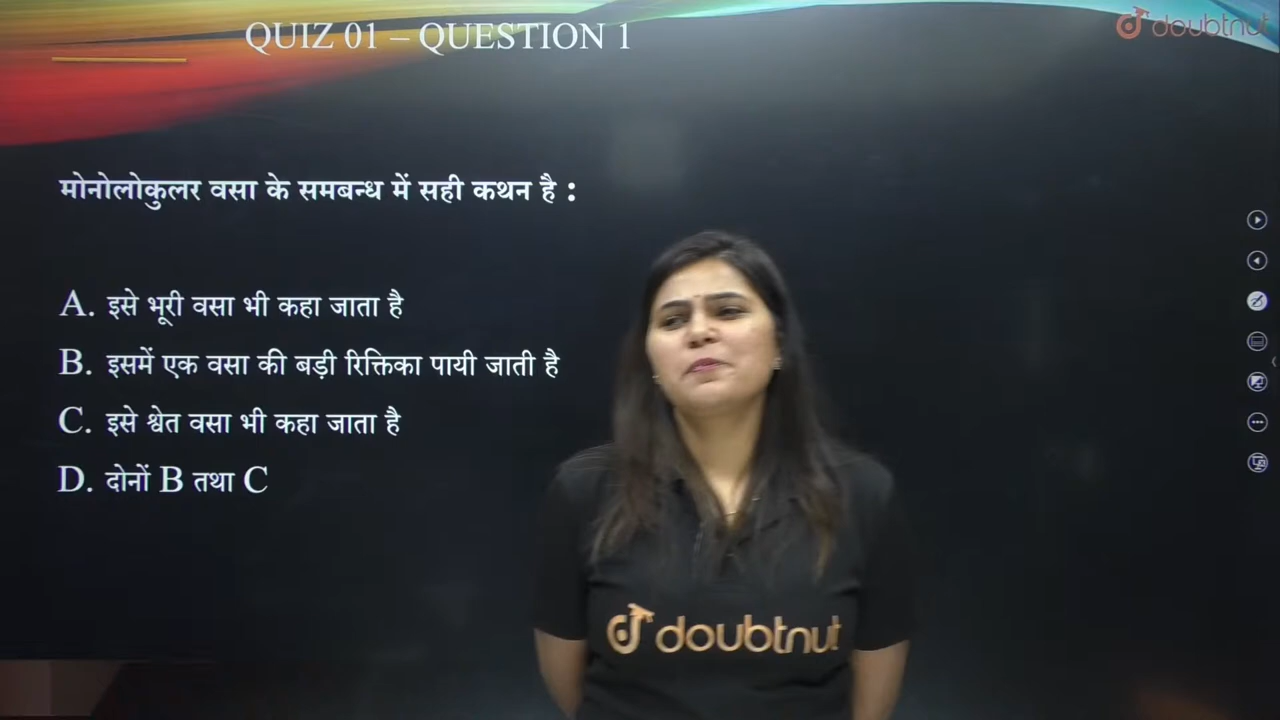 QUIZ 01 – QUESTION 1
doubtnut
मोनोलोकुलर वसा के समबन्ध में सही कथन है :
A. इसे भूरी वसा भी कहा जाता है
B. इसमें एक वसा की बड़ी रिक्तिका पायी जाती है
C. इसे श्वेत वसा भी कहा जाता है
D. दोनों B तथा C
doubtnut